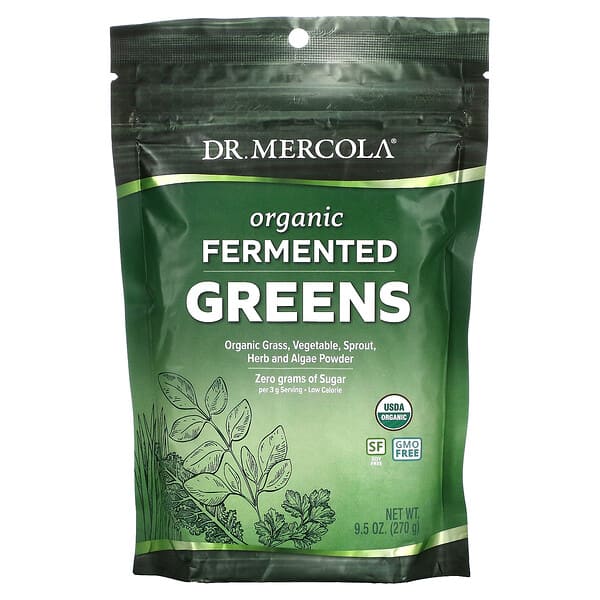 DR. MERCOLA®
organic
FERMENTED
GREENS
Organic Grass, Vegetable, Sprout,
Herb and Algae Powder
Zero grams of Sugar
per 3 g Serving • Low Calorie
USDA
ORGANIC
SF
SOY
FREE
GMO
FREE
NET WT.
9.5 OZ. (270 g)